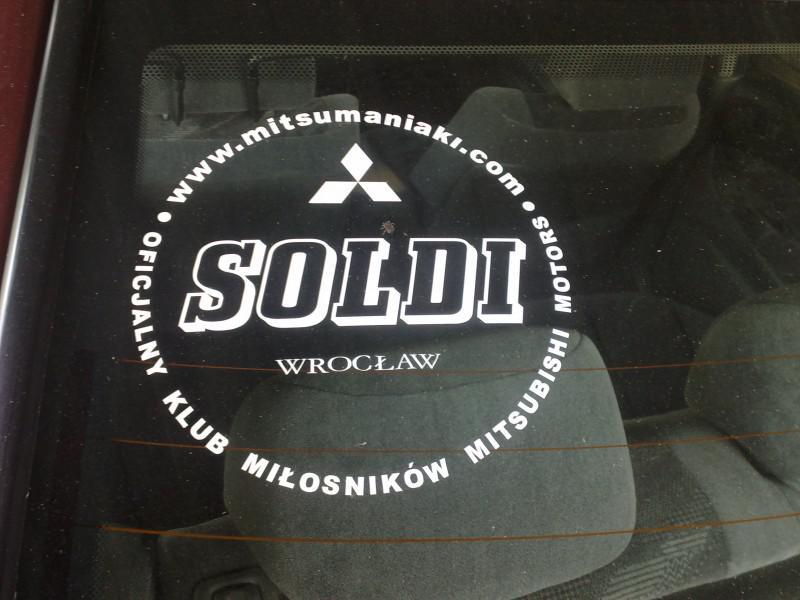 • www.mitsumaniaki.com •
SOLDI
WROCŁAW
OFICJALNY KLUB MIŁOSNIKÓW MITSUBISHI MOTORS